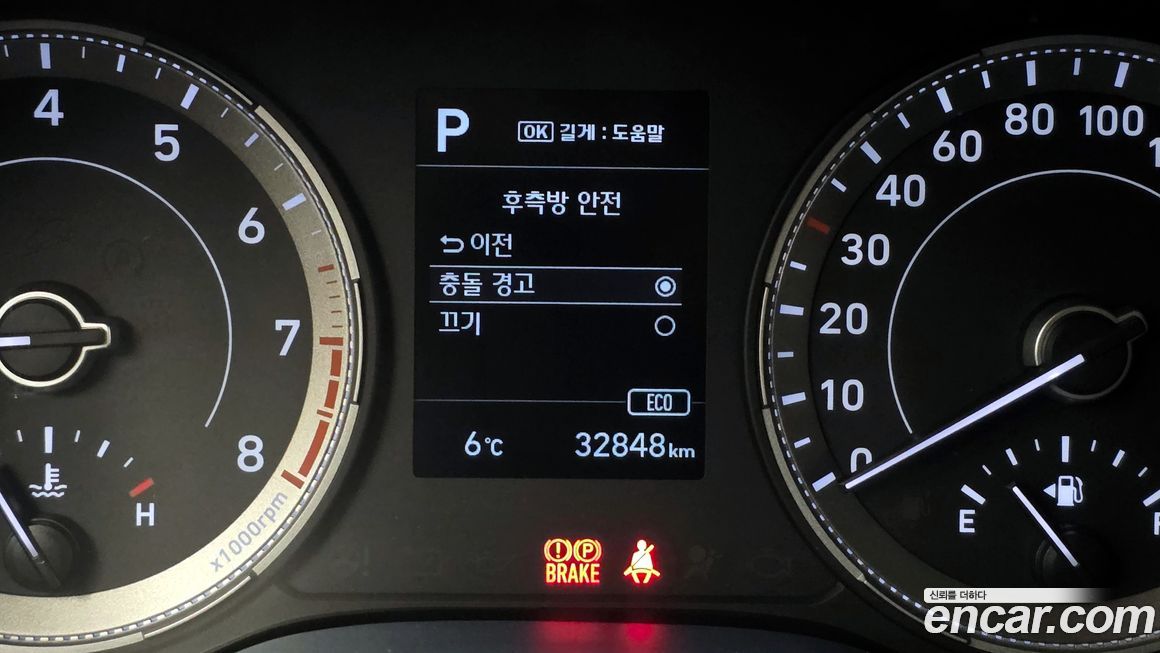 4
5
6
7
8
x1000rpm
H
P
OK 길게 : 도움말
후측방 안전
이전
충돌 경고
끄기
ECO
6℃
32848 km
BRAKE
P
0
10
20
30
40
60
80
100
E
신뢰를 더하다
encar.com